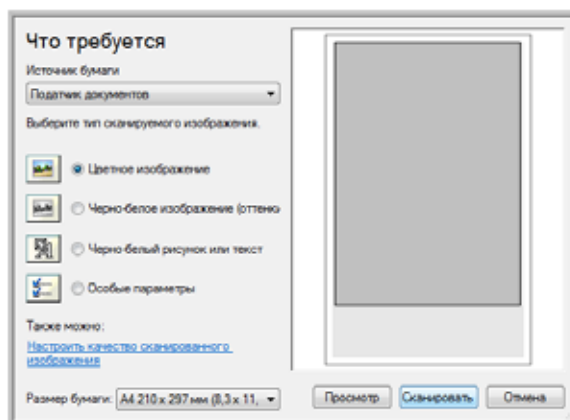 Что требуется
Источник бумаги
Податчик документов
Выберите тип сканируемого изображения.
Цветное изображение
Черно-белое изображение (оттенки
Черно-белый рисунок или текст
Особые параметры
Также можно:
Настроить качество сканированного
изображения
Размер бумаги: A4 210 x 297 мм (8,3 x 11,
Просмотр Сканировать Отмена